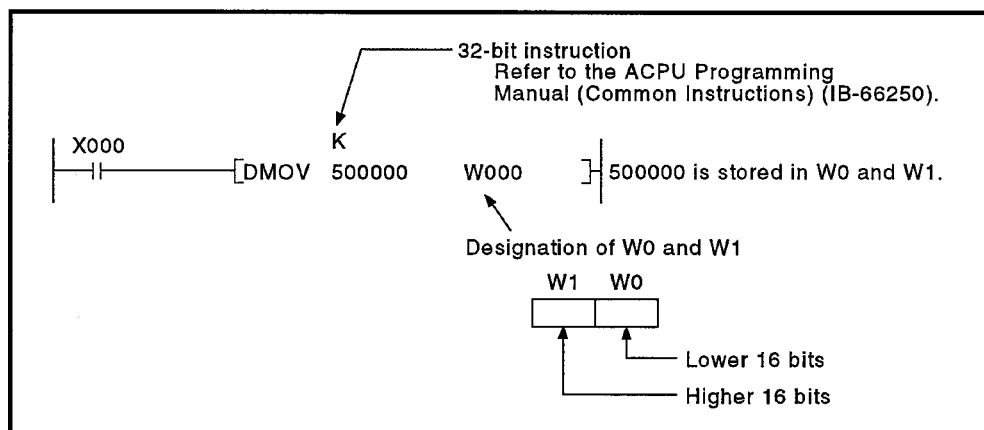 32-bit instruction
Refer to the ACPU Programming
Manual (Common Instructions) (IB-66250).
X000
K
DMOV 500000 W000
500000 is stored in W0 and W1.
Designation of W0 and W1
W1 W0
Lower 16 bits
Higher 16 bits